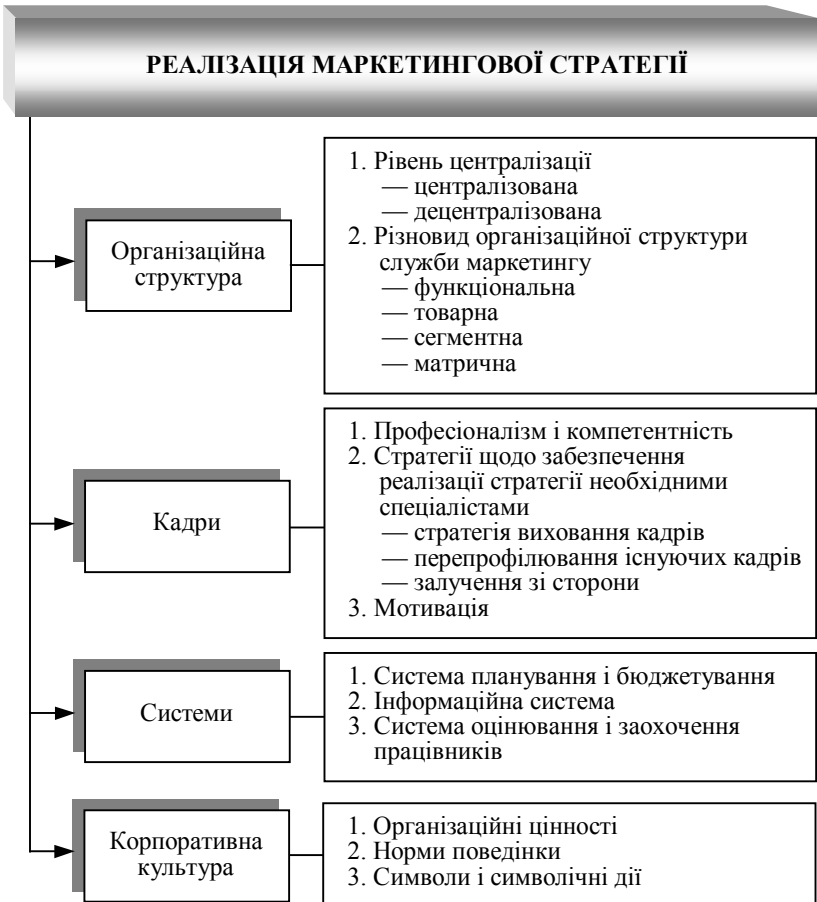 РЕАЛІЗАЦІЯ МАРКЕТИНГОВОЇ СТРАТЕГІЇ
Організаційна
структура
1. Рівень централізації
— централізована
— децентралізована
2. Різновид організаційної структури
служби маркетингу
— функціональна
— товарна
— сегментна
— матрична
Кадри
1. Професіоналізм і компетентність
2. Стратегії щодо забезпечення
реалізації стратегії необхідними
спеціалістами
— стратегія виховання кадрів
— перепрофілювання існуючих кадрів
— залучення зі сторони
3. Мотивація
Системи
1. Система планування і бюджетування
2. Інформаційна система
3. Система оцінювання і заохочення
працівників
Корпоративна
культура
1. Організаційні цінності
2. Норми поведінки
3. Символи і символічні дії